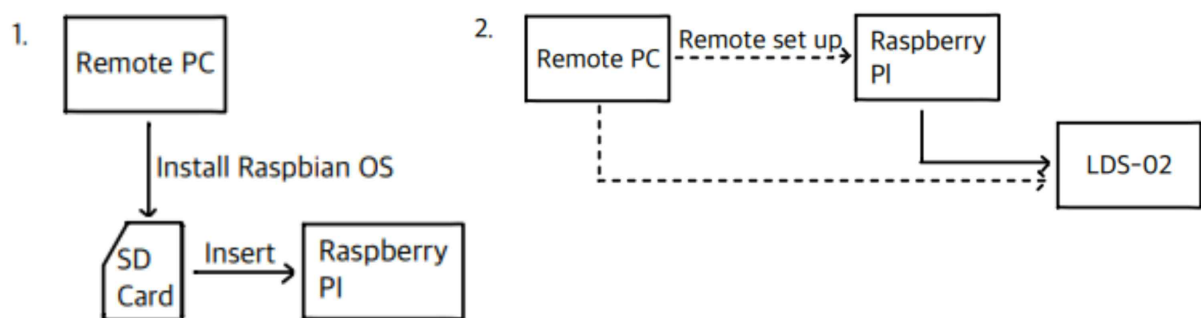 1.
Remote PC
Install Raspbian OS
SD
Card
Insert
Raspberry
PI
2.
Remote PC
Remote set up
Raspberry
PI
LDS-02